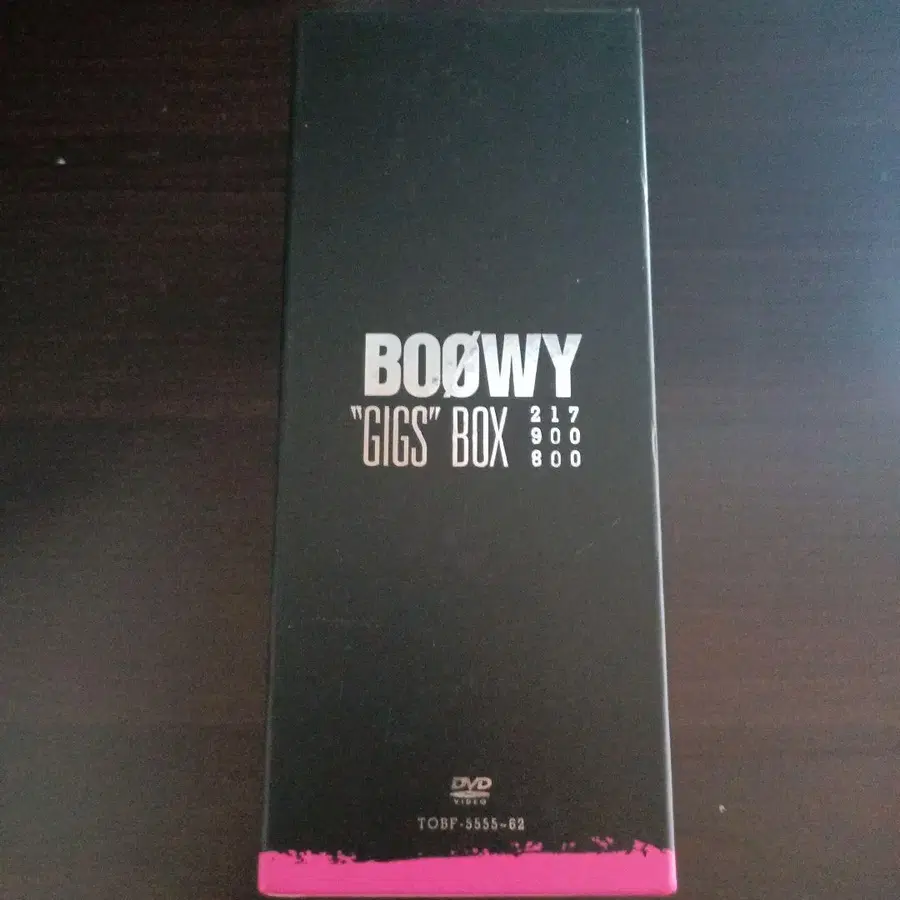 BOØWY
"GIGS" BOX 217
900
800
DVD
VIDEO
TOBF-5555~62